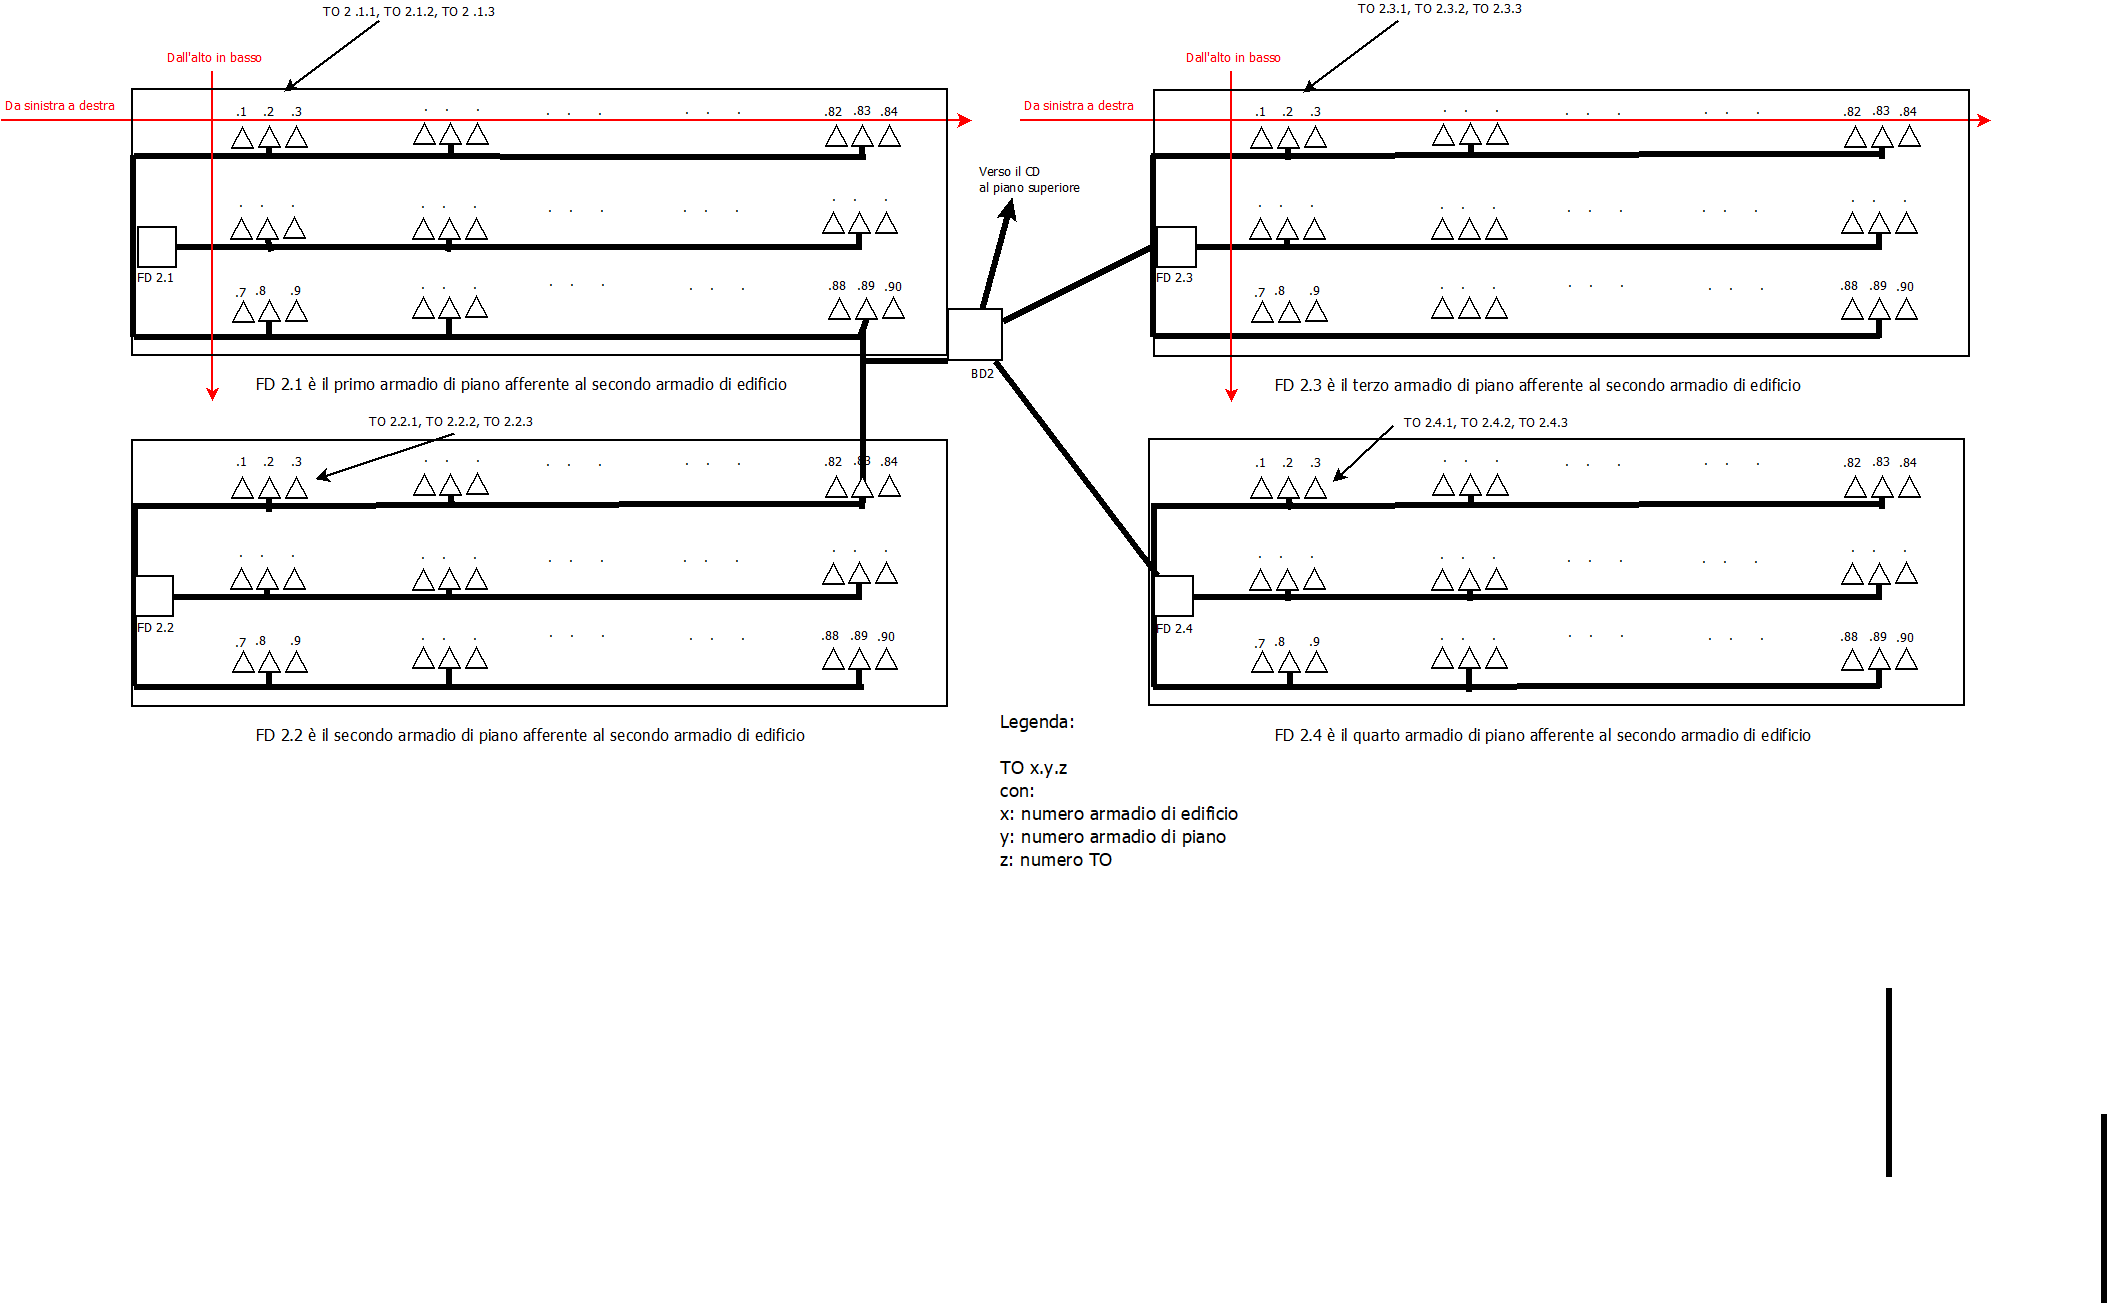 TO 2 .1.1, TO 2.1.2, TO 2 .1.3
TO 2.3.1, TO 2.3.2, TO 2.3.3
Dall'alto in basso
Dall'alto in basso
Da sinistra a destra
.1 .2 .3 . . . . . . . . . .82 .83 .84
Da sinistra a destra
.1 .2 .3 . . . . . . . . . .82 .83 .84
Verso il CD
al piano superiore
. . . . . . . . . . . . . . .
. . . . . . . . . . . . . . .
FD 2.1
FD 2.3
.7 .8 .9 . . . . . . . . . .88 .89 .90
.7 .8 .9 . . . . . . . . . .88 .89 .90
BD2
FD 2.1 è il primo armadio di piano afferente al secondo armadio di edificio
FD 2.3 è il terzo armadio di piano afferente al secondo armadio di edificio
TO 2.2.1, TO 2.2.2, TO 2.2.3
TO 2.4.1, TO 2.4.2, TO 2.4.3
.1 .2 .3 . . . . . . . . . .82 .83 .84
.1 .2 .3 . . . . . . . . . .82 .83 .84
. . . . . . . . . . . . . . .
. . . . . . . . . . . . . . .
FD 2.2
FD 2.4
.7 .8 .9 . . . . . . . . . .88 .89 .90
.7 .8 .9 . . . . . . . . . .88 .89 .90
FD 2.2 è il secondo armadio di piano afferente al secondo armadio di edificio
FD 2.4 è il quarto armadio di piano afferente al secondo armadio di edificio
Legenda:
TO x.y.z
con:
x: numero armadio di edificio
y: numero armadio di piano
z: numero TO